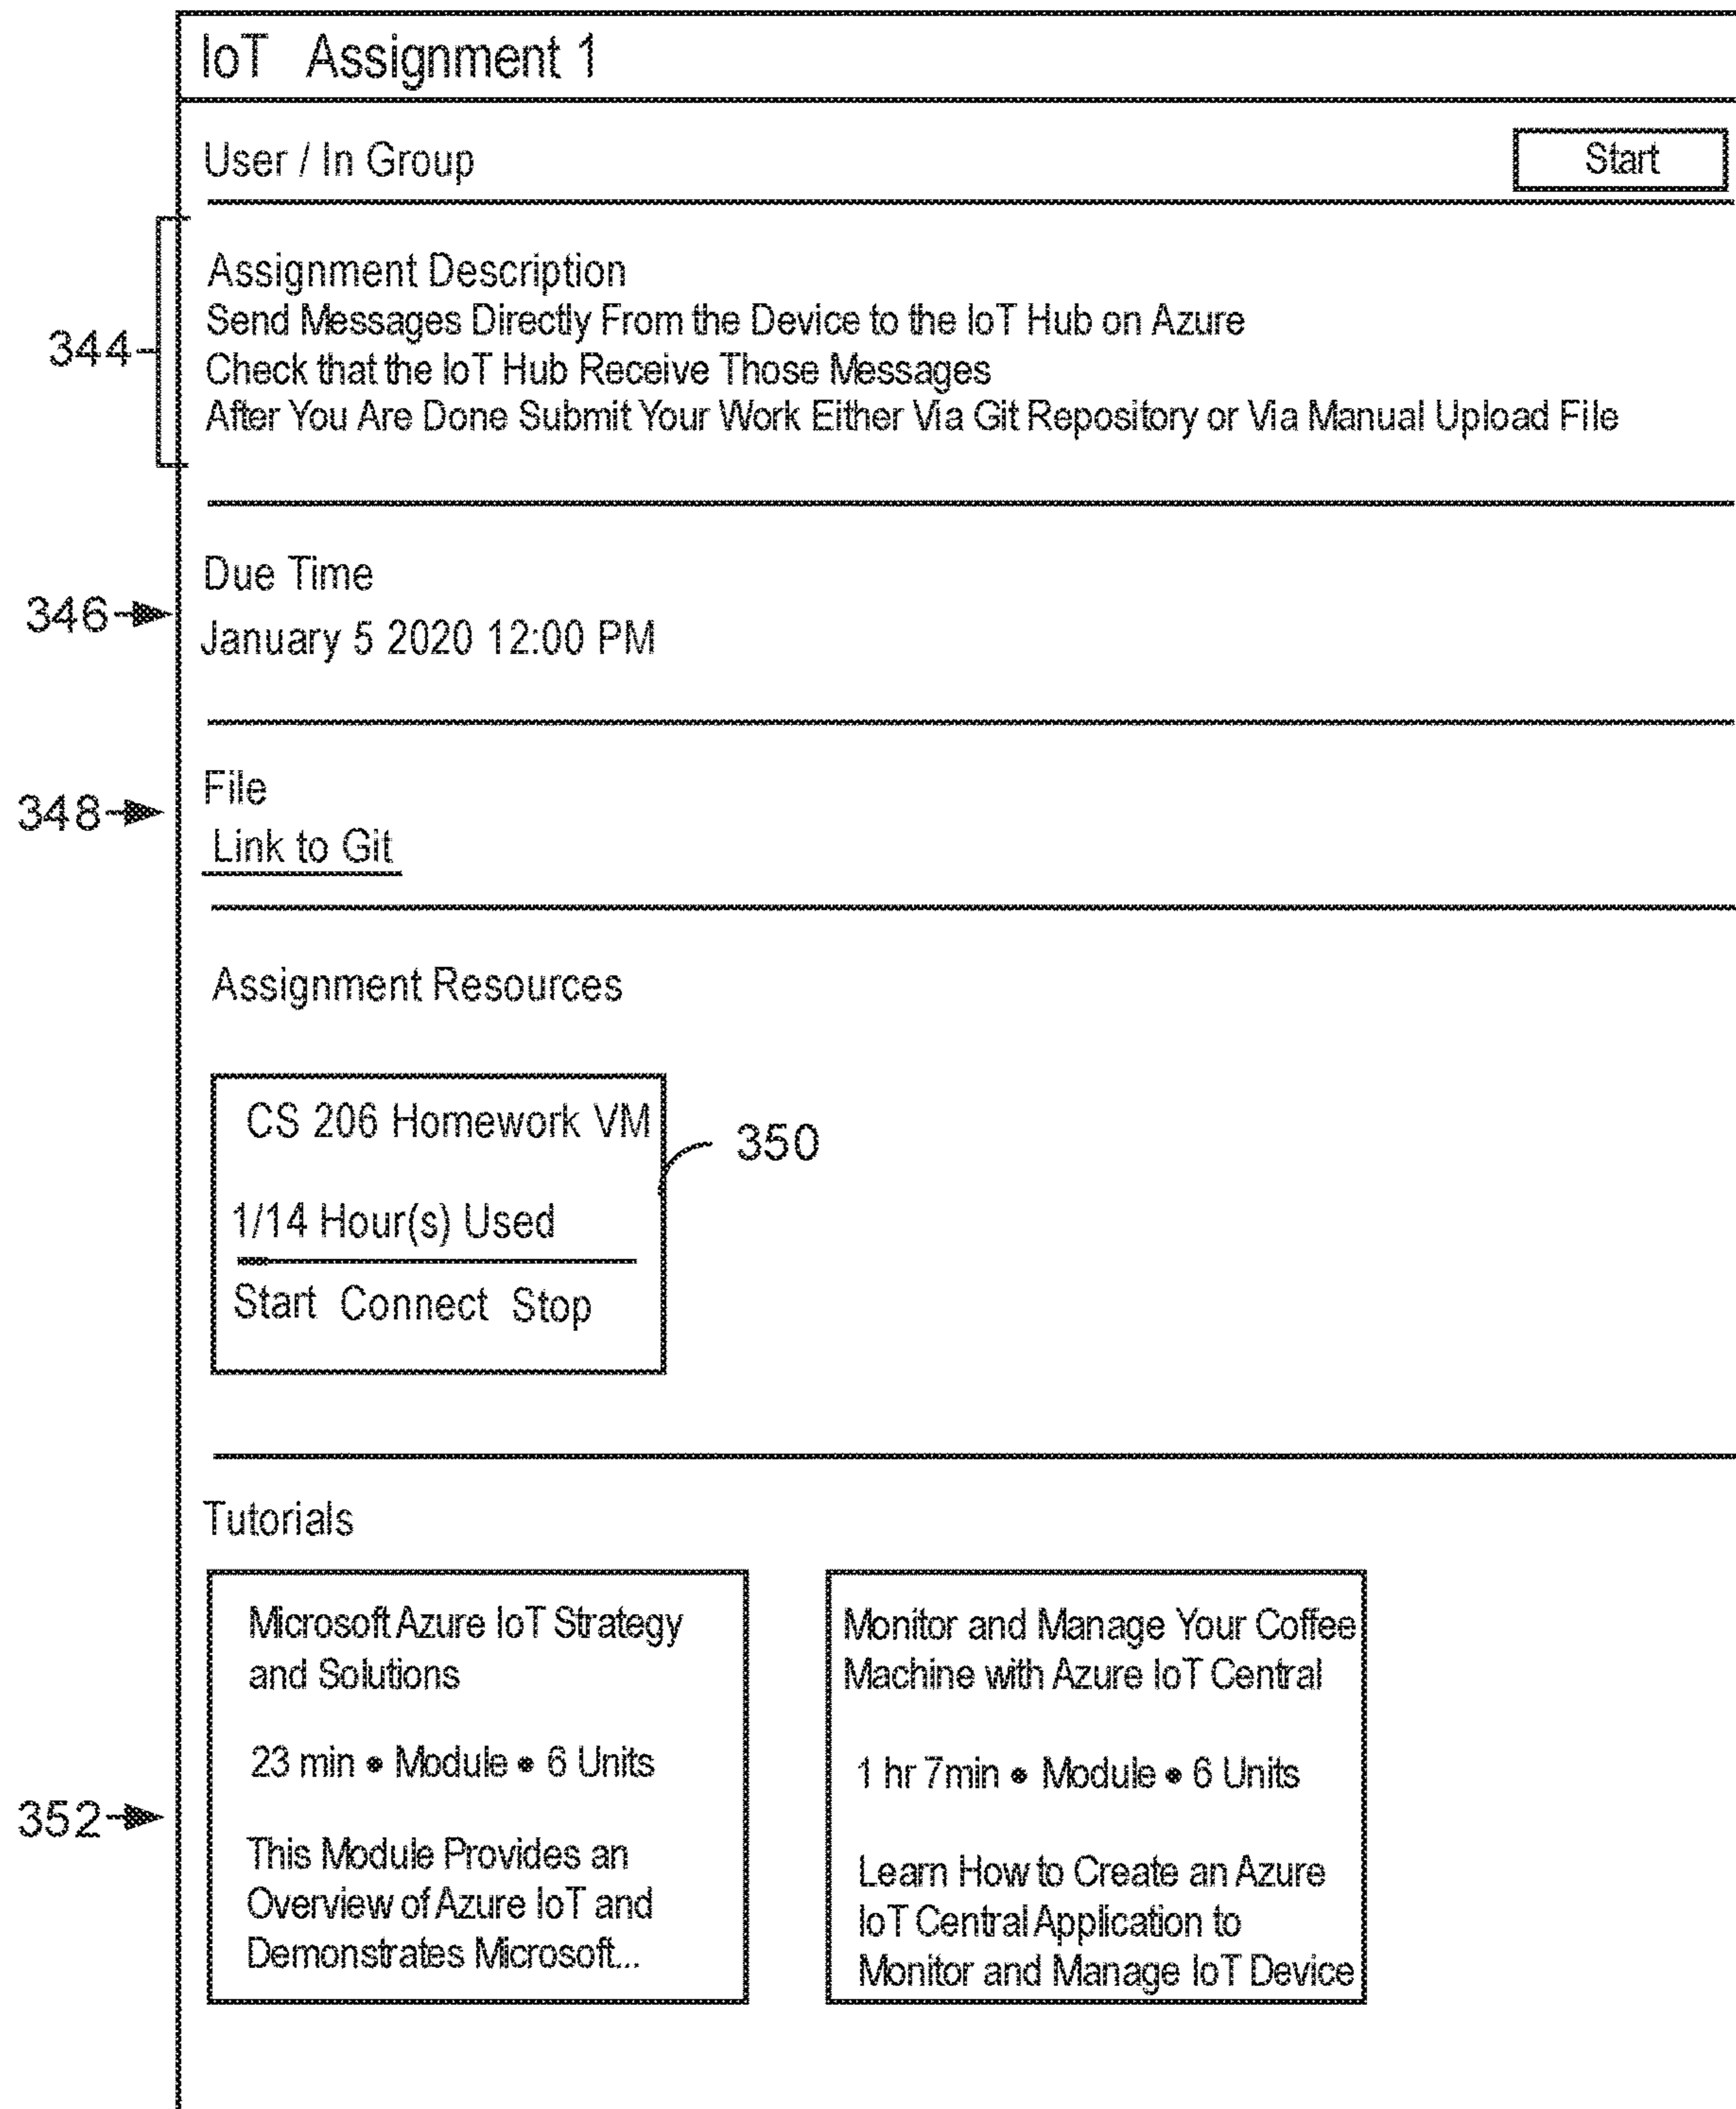 IoT Assignment 1
User / In Group
Start
344
Assignment Description
Send Messages Directly From the Device to the IoT Hub on Azure
Check that the IoT Hub Receive Those Messages
After You Are Done Submit Your Work Either Via Git Repository or Via Manual Upload File
346
Due Time
January 5 2020 12:00 PM
348
File
Link to Git
Assignment Resources
CS 206 Homework VM
350
1/14 Hour(s) Used
Start Connect Stop
Tutorials
352
Microsoft Azure IoT Strategy
and Solutions
23 min • Module • 6 Units
This Module Provides an
Overview of Azure IoT and
Demonstrates Microsoft...
Monitor and Manage Your Coffee
Machine with Azure IoT Central
1 hr 7min • Module • 6 Units
Learn How to Create an Azure
IoT Central Application to
Monitor and Manage IoT Device